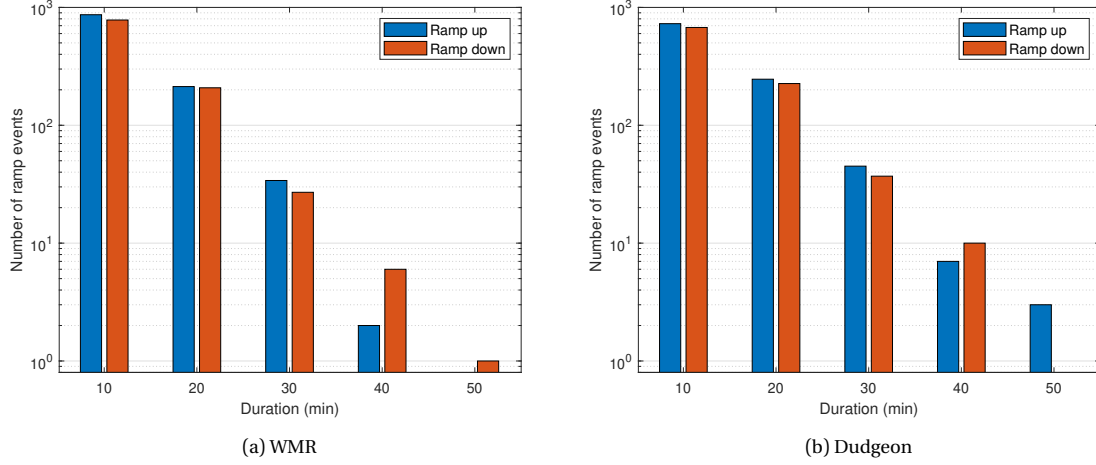 Number of ramp events
10³
10²
10¹
10⁰
Ramp up
Ramp down
10 20 30 40 50
Duration (min)
(a) WMR
Number of ramp events
10³
10²
10¹
10⁰
Ramp up
Ramp down
10 20 30 40 50
Duration (min)
(b) Dudgeon